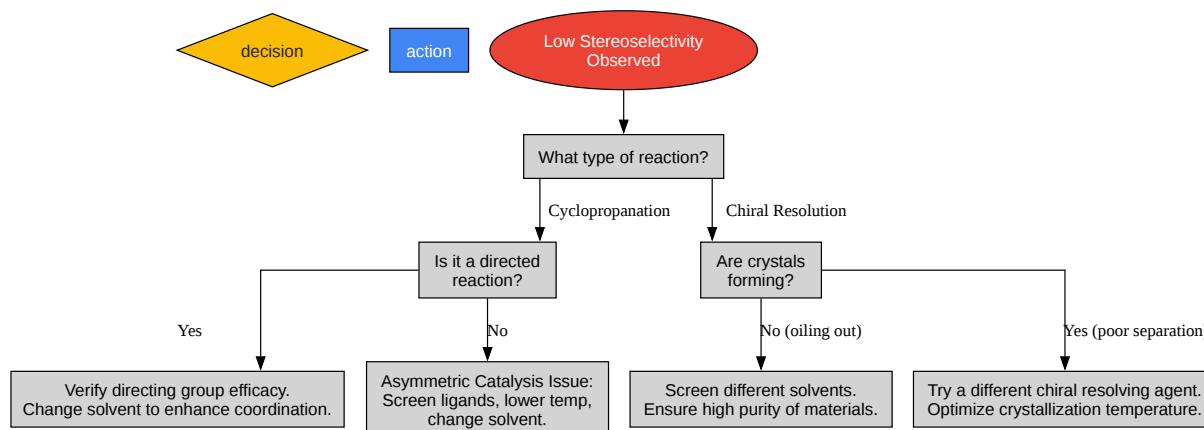 decision
action
Low Stereoselectivity
Observed
What type of reaction?
Cyclopropanation
Chiral Resolution
Is it a directed
reaction?
Are crystals
forming?
Yes
No
No (oiling out)
Yes (poor separation)
Verify directing group efficacy.
Change solvent to enhance coordination.
Asymmetric Catalysis Issue:
Screen ligands, lower temp,
change solvent.
Screen different solvents.
Ensure high purity of materials.
Try a different chiral resolving agent.
Optimize crystallization temperature.